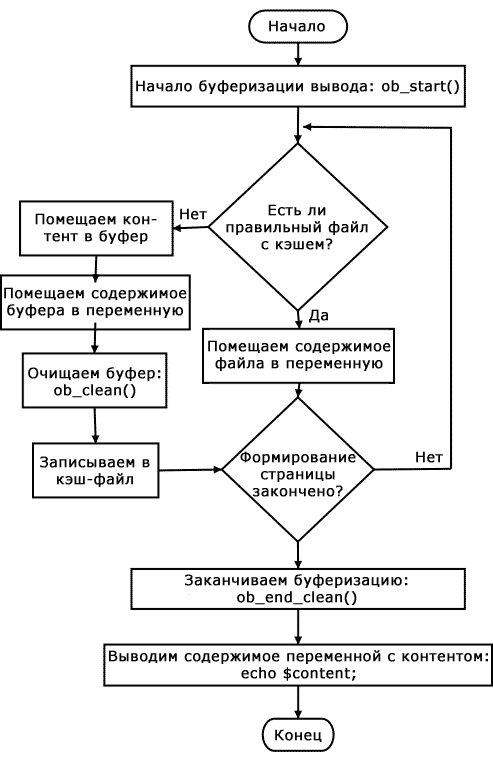 Начало
Начало буферизации вывода: ob_start()
Есть ли
правильный файл
с кэшем?
Нет
Помещаем кон-
тент в буфер
Помещаем содержимое
буфера в переменную
Очищаем буфер:
ob_clean()
Записываем в
кэш-файл
Да
Помещаем содержимое
файла в переменную
Формирование
страницы
закончено?
Нет
Заканчиваем буферизацию:
ob_end_clean()
Выводим содержимое переменной с контентом:
echo $content;
Конец